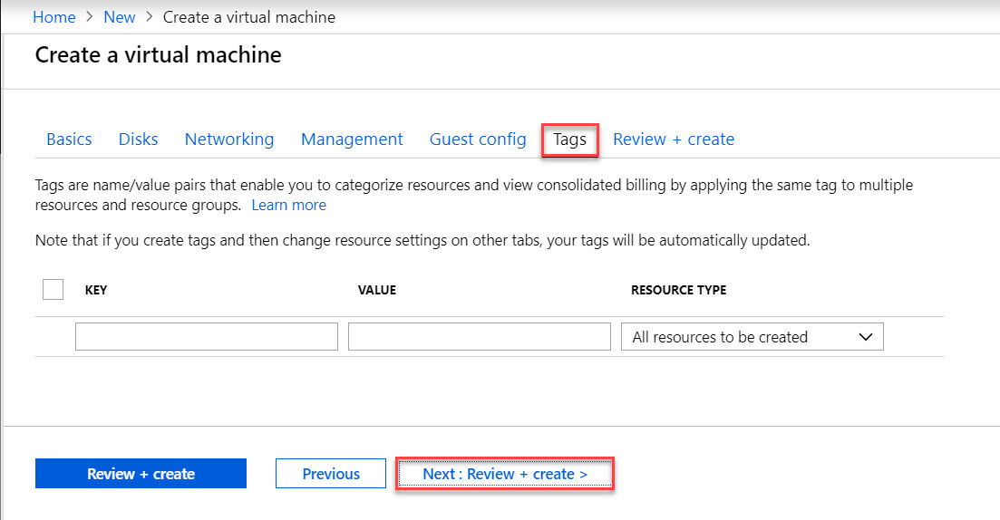 Home > New > Create a virtual machine
Create a virtual machine
Basics Disks Networking Management Guest config Tags Review + create
Tags are name/value pairs that enable you to categorize resources and view consolidated billing by applying the same tag to multiple
resources and resource groups. Learn more
Note that if you create tags and then change resource settings on other tabs, your tags will be automatically updated.
KEY VALUE RESOURCE TYPE
All resources to be created
Review + create Previous Next : Review + create >